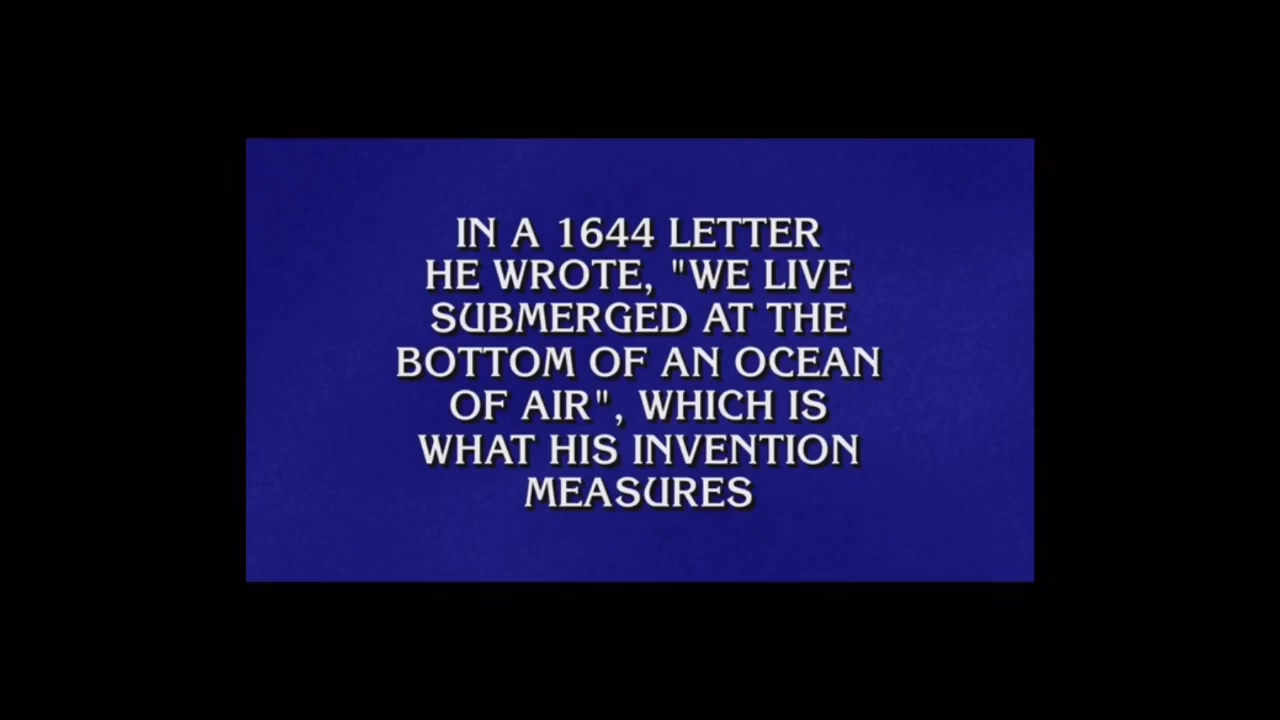 IN A 1644 LETTER
HE WROTE, "WE LIVE
SUBMERGED AT THE
BOTTOM OF AN OCEAN
OF AIR", WHICH IS
WHAT HIS INVENTION
MEASURES